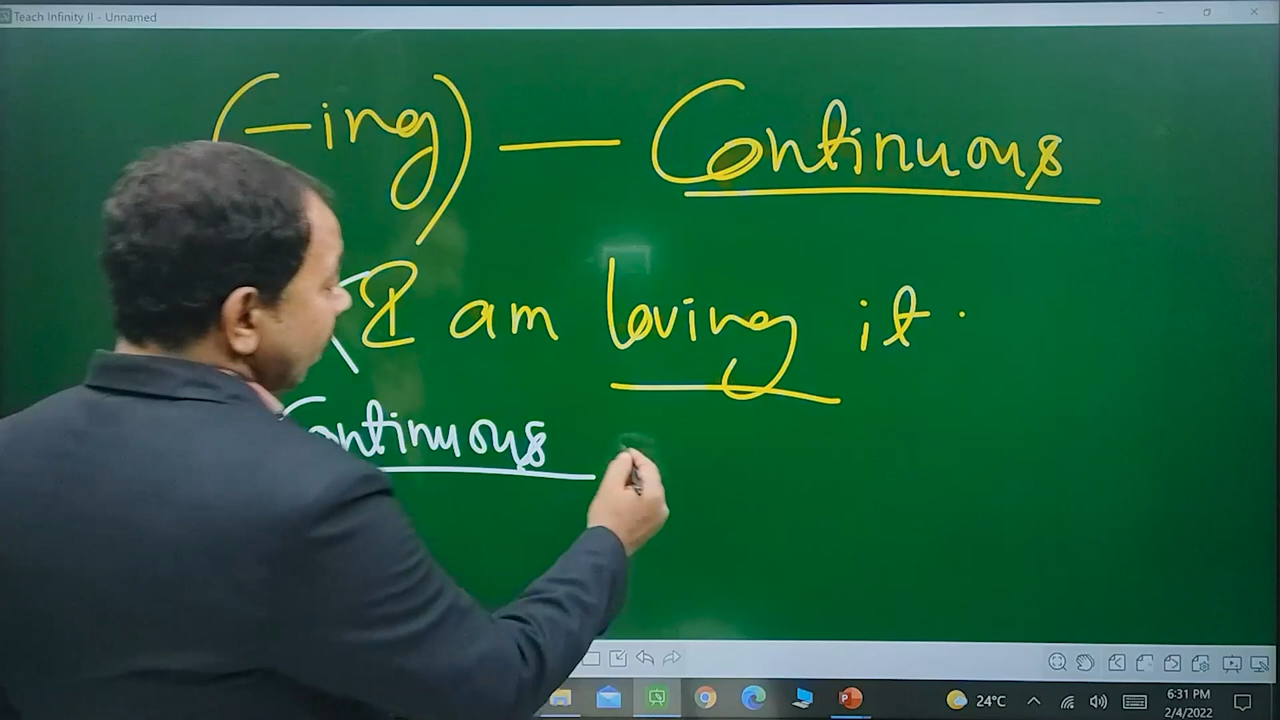 Teach Infinity II - Unnamed
(-ing) — Continuous
I am loving it.
Continuous
24°C
6:31 PM
2/4/2022